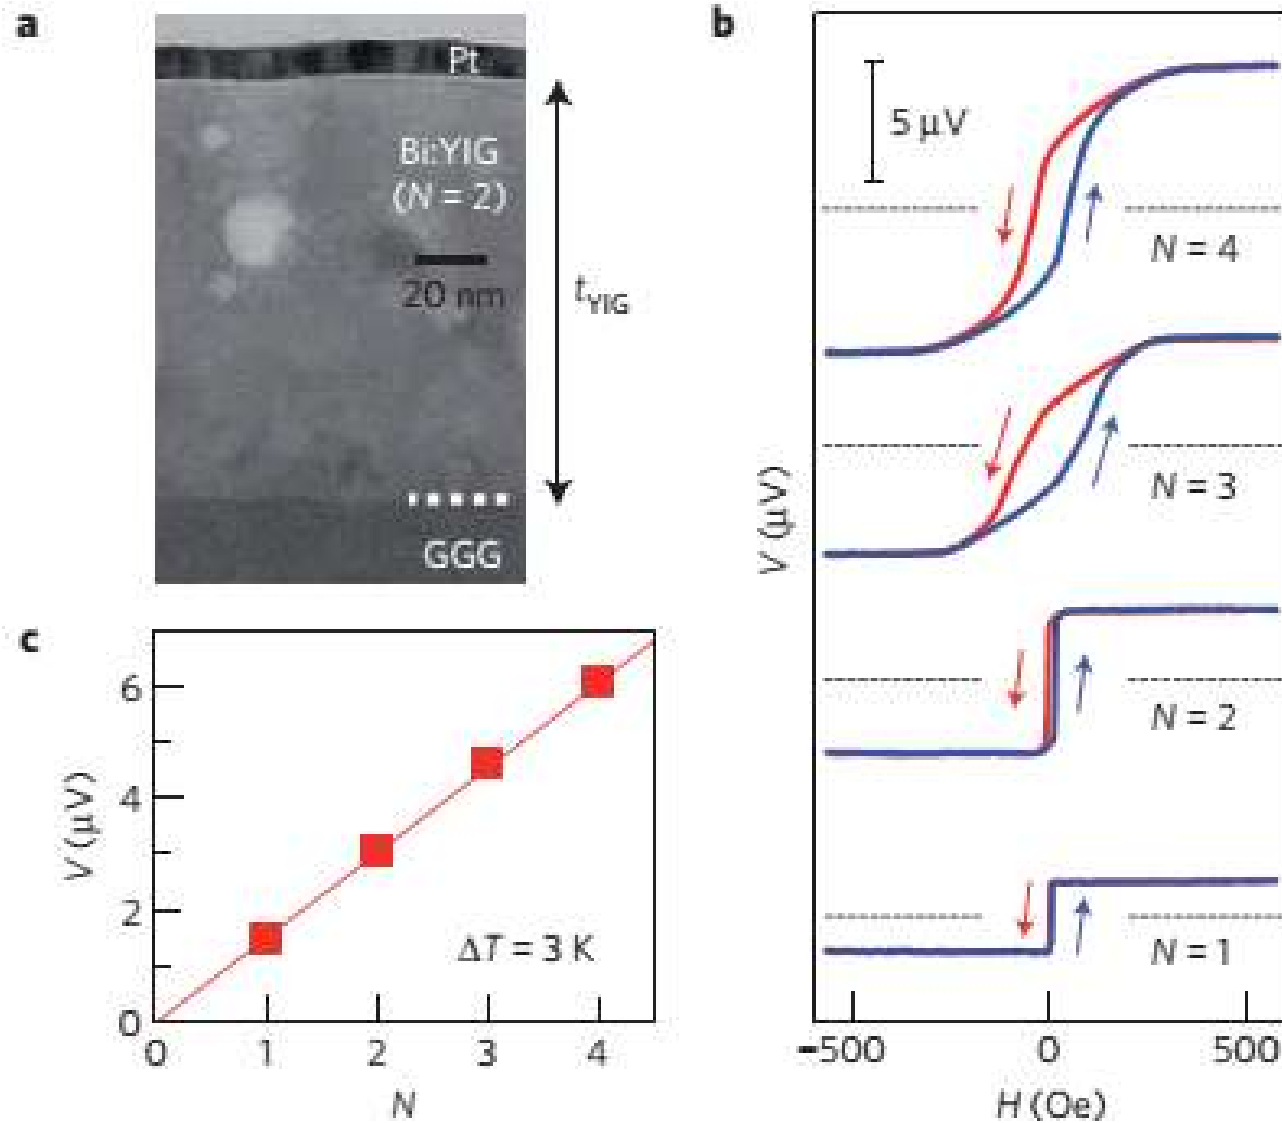 a
Pt
Bi:YIG
(N = 2)
20 nm
t_YIG
GGG
b
5 μV
N = 4
N = 3
N = 2
N = 1
V (μV)
−500 0 500
H (Oe)
c
6
4
2
0
V (μV)
ΔT = 3 K
0 1 2 3 4
N